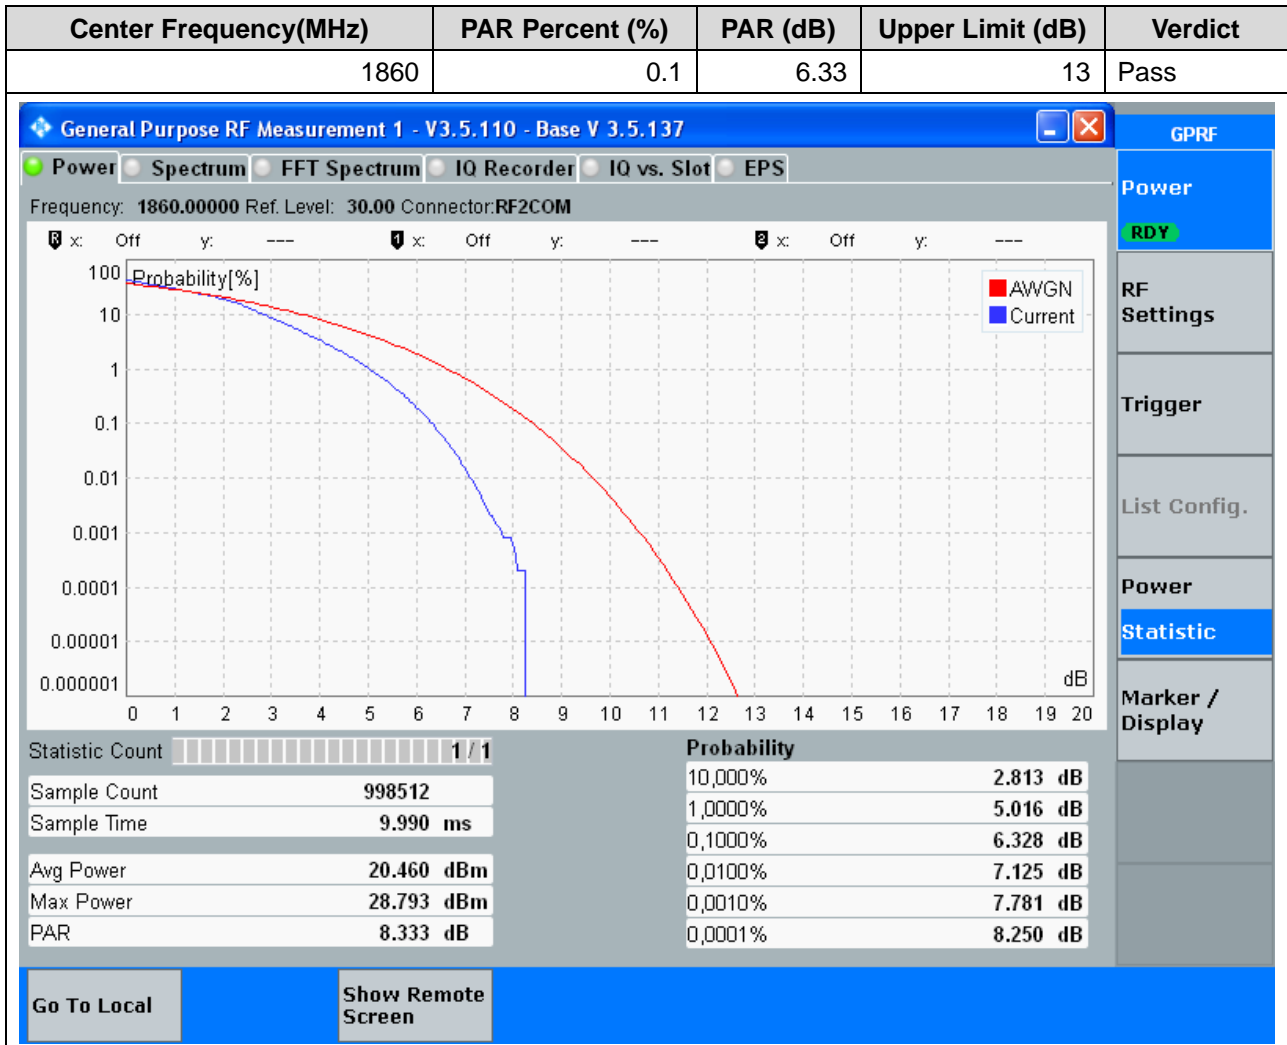 Center Frequency(MHz) PAR Percent (%) PAR (dB) Upper Limit (dB) Verdict
1860 0.1 6.33 13 Pass
General Purpose RF Measurement 1 - V3.5.110 - Base V 3.5.137
GPRF
Power Spectrum FFT Spectrum IQ Recorder IQ vs. Slot EPS
Power
RDY
Frequency: 1860.00000 Ref. Level: 30.00 Connector:RF2COM
R x: Off y: --- 1 x: Off y: --- 2 x: Off y: ---
Probability[%]
AWGN
Current
100
10
1
0.1
0.01
0.001
0.0001
0.00001
0.000001
dB
0 1 2 3 4 5 6 7 8 9 10 11 12 13 14 15 16 17 18 19 20
RF
Settings
Trigger
List Config.
Power
Statistic
Marker /
Display
Statistic Count 1 / 1
Sample Count 998512
Sample Time 9.990 ms
Avg Power 20.460 dBm
Max Power 28.793 dBm
PAR 8.333 dB
Probability
10,000% 2.813 dB
1,0000% 5.016 dB
0,1000% 6.328 dB
0,0100% 7.125 dB
0,0010% 7.781 dB
0,0001% 8.250 dB
Go To Local
Show Remote
Screen